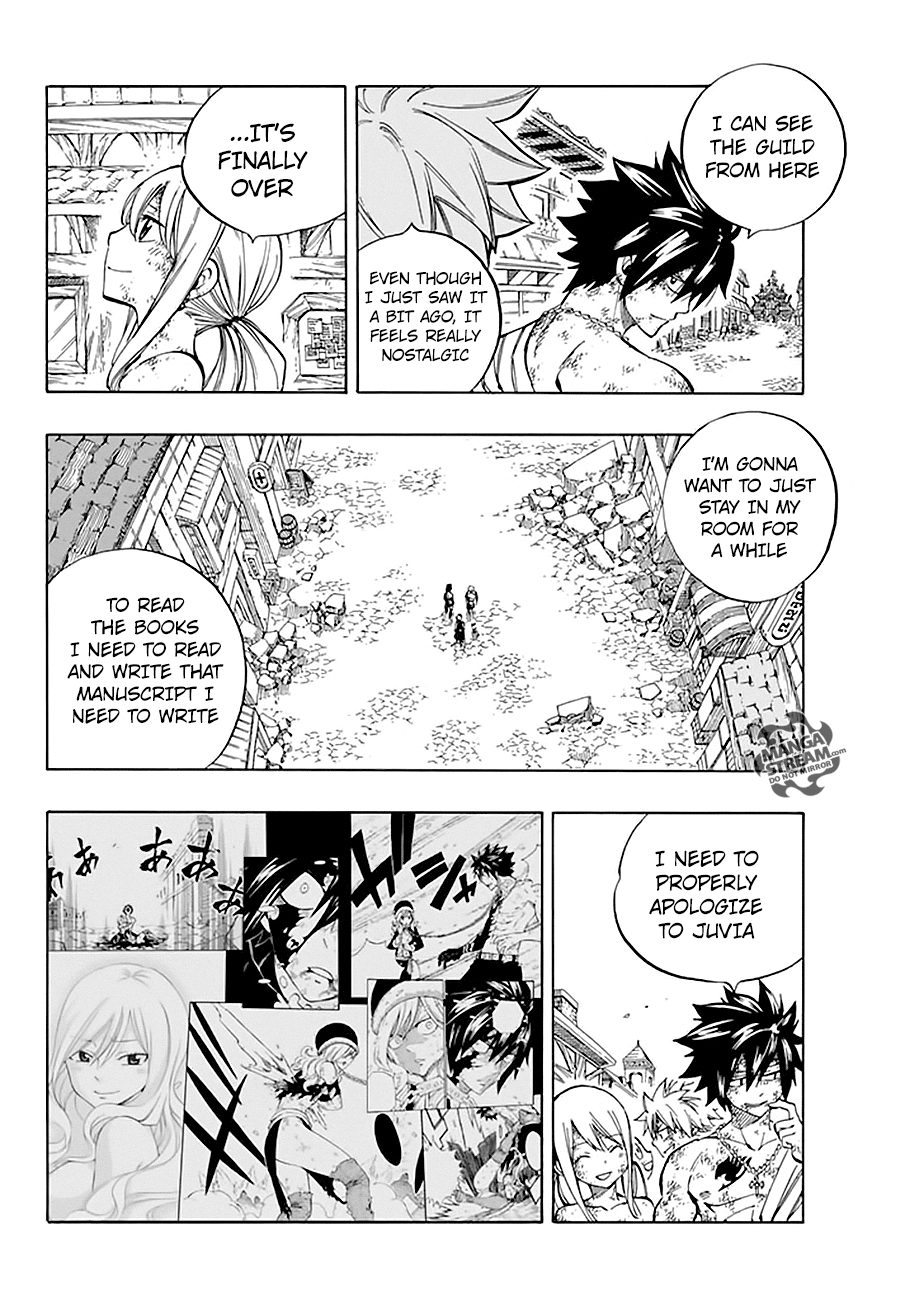 I CAN SEE
THE GUILD
FROM HERE
EVEN THOUGH
I JUST SAW IT
A BIT AGO, IT
FEELS REALLY
NOSTALGIC
...IT'S
FINALLY
OVER
I'M GONNA
WANT TO JUST
STAY IN MY
ROOM FOR
A WHILE
TO READ
THE BOOKS
I NEED TO READ
AND WRITE THAT
MANUSCRIPT I
NEED TO WRITE
MANGA
STREAM.com
DO NOT MIRROR
I NEED TO
PROPERLY
APOLOGIZE
TO JUVIA
あぁああぁ